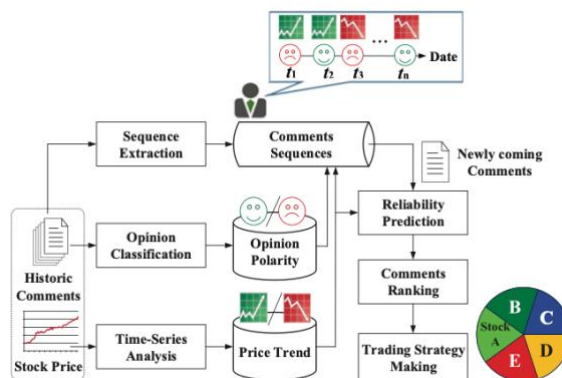 t1 t2 t3 ... tn Date
Sequence
Extraction
Comments
Sequences
Newly coming
Comments
Reliability
Prediction
Opinion
Classification
Opinion
Polarity
Historic
Comments
Comments
Ranking
Time-Series
Analysis
Price Trend
Stock Price
Trading Strategy
Making
B
C
Stock
A
D
E